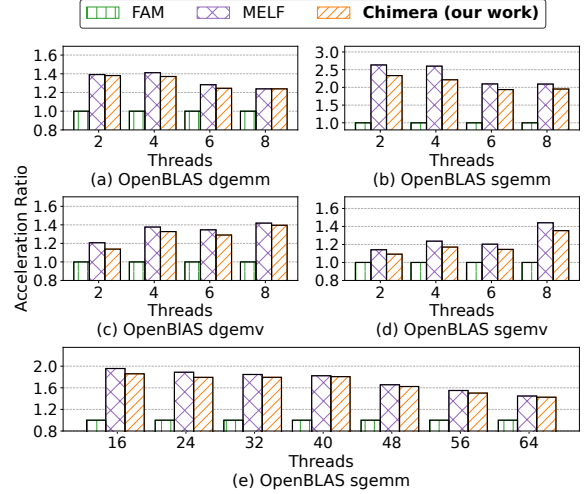 FAM MELF Chimera (our work)
1.6
1.4
1.2
1.0
0.8
2 4 6 8
Threads
(a) OpenBLAS dgemm
3.0
2.5
2.0
1.5
1.0
2 4 6 8
Threads
(b) OpenBLAS sgemm
Acceleration Ratio
1.6
1.4
1.2
1.0
0.8
2 4 6 8
Threads
(c) OpenBlAS dgemv
1.6
1.4
1.2
1.0
0.8
2 4 6 8
Threads
(d) OpenBLAS sgemv
2.0
1.6
1.2
0.8
16 24 32 40 48 56 64
Threads
(e) OpenBLAS sgemm